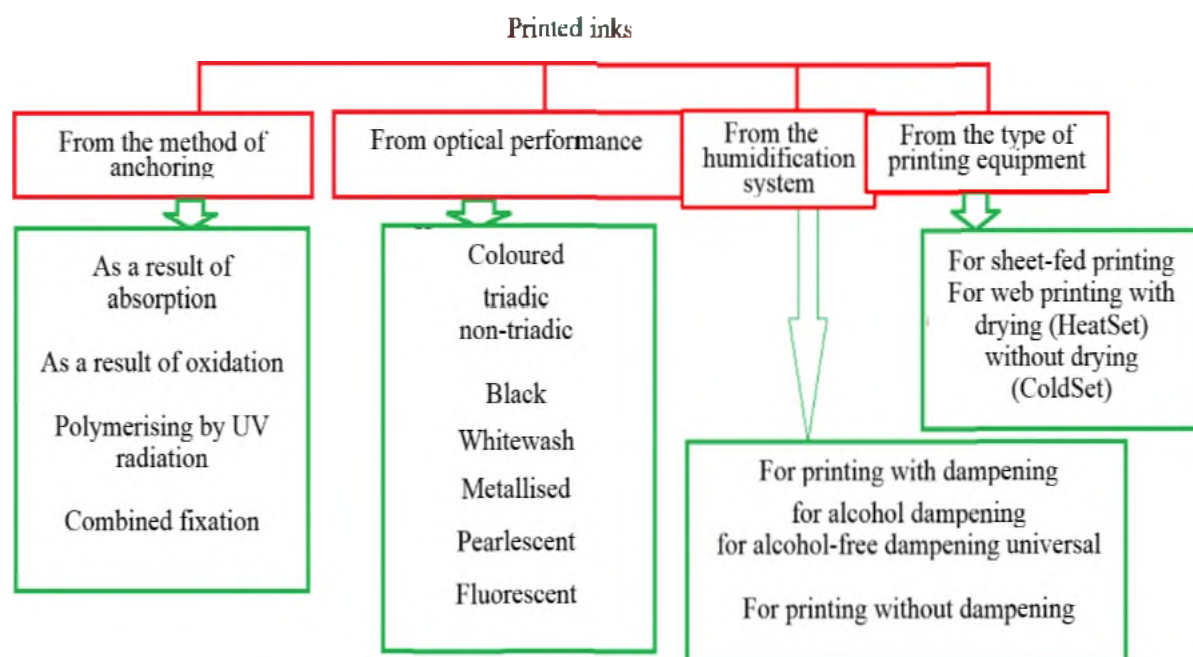 Printed inks
From the method of
anchoring
From optical performance
From the
humidification
system
From the type of
printing equipment
As a result of
absorption
As a result of oxidation
Polymerising by UV
radiation
Combined fixation
Coloured
triadic
non-triadic
Black
Whitewash
Metallised
Pearlescent
Fluorescent
For printing with dampening
for alcohol dampening
for alcohol-free dampening universal
For printing without dampening
For sheet-fed printing
For web printing with
drying (HeatSet)
without drying
(ColdSet)